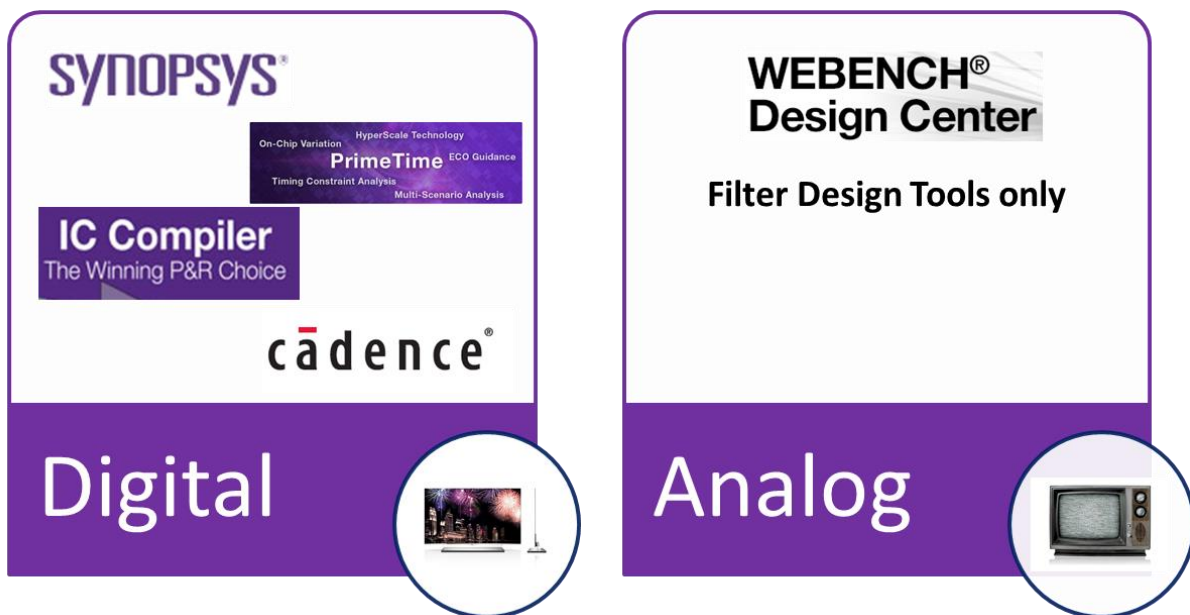 SYNOPSYS®
On-Chip Variation
HyperScale Technology
PrimeTime
ECO Guidance
Timing Constraint Analysis
Multi-Scenario Analysis
IC Compiler
The Winning P&R Choice
cādence®
Digital
WEBENCH®
Design Center
Filter Design Tools only
Analog